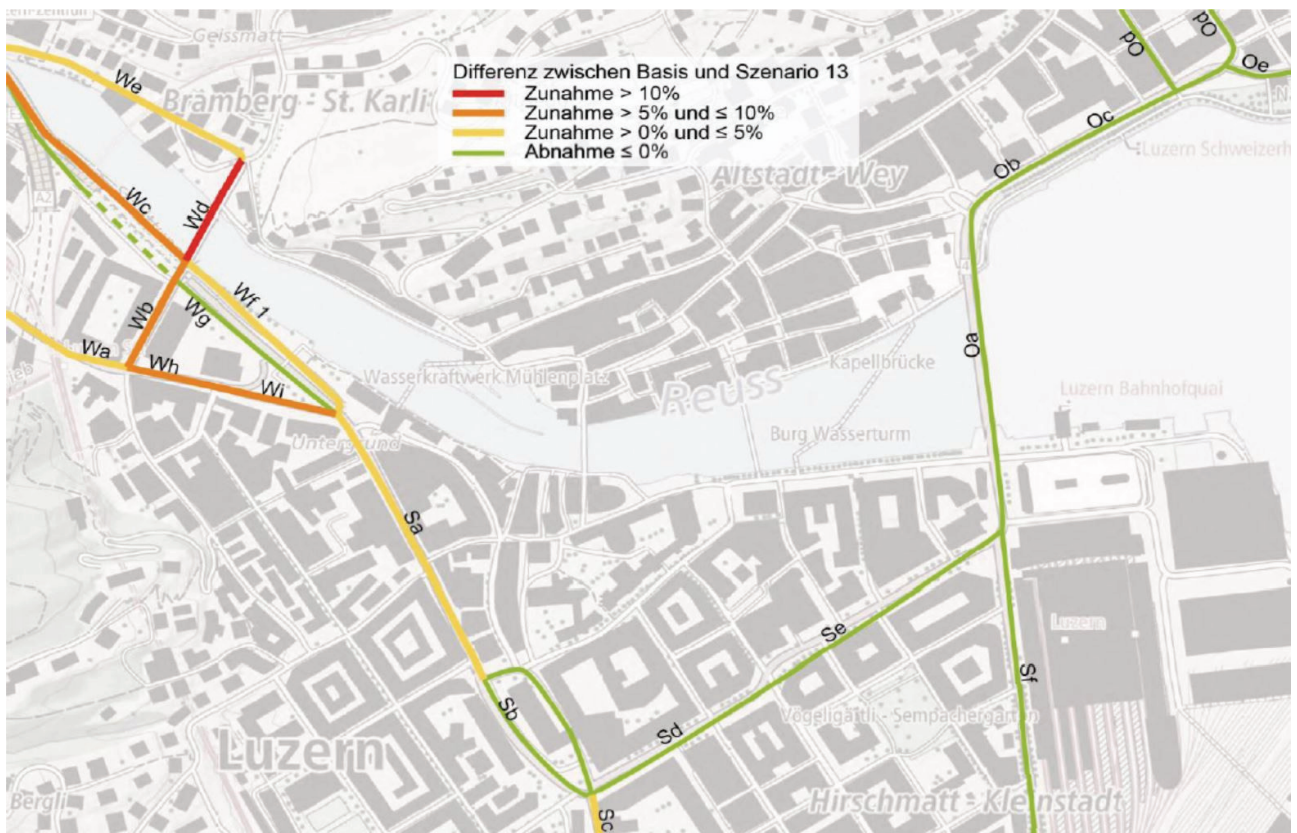 Geissmatt
We
Bramberg - St. Karli
Differenz zwischen Basis und Szenario 13
Zunahme > 10%
Zunahme > 5% und ≤ 10%
Zunahme > 0% und ≤ 5%
Abnahme ≤ 0%
pO
pO
Oe
Oc
Luzern Schweizerh
Ob
Altstadt - Wey
A2
Wc
Wd
Wb
Wg
Wf 1
Wa
Wh
Wi
Wasserkraftwerk Mühlenplatz
Reuss
Kapellbrücke
Oa
Luzern Bahnhofquai
Burg Wasserturm
Untergrund
Sa
Se
Luzern
Sf
Sb
Sd
Vögeligärtli - Sempachergarten
Luzern
Bergli
Sc
Hirschmatt - Kleinstadt